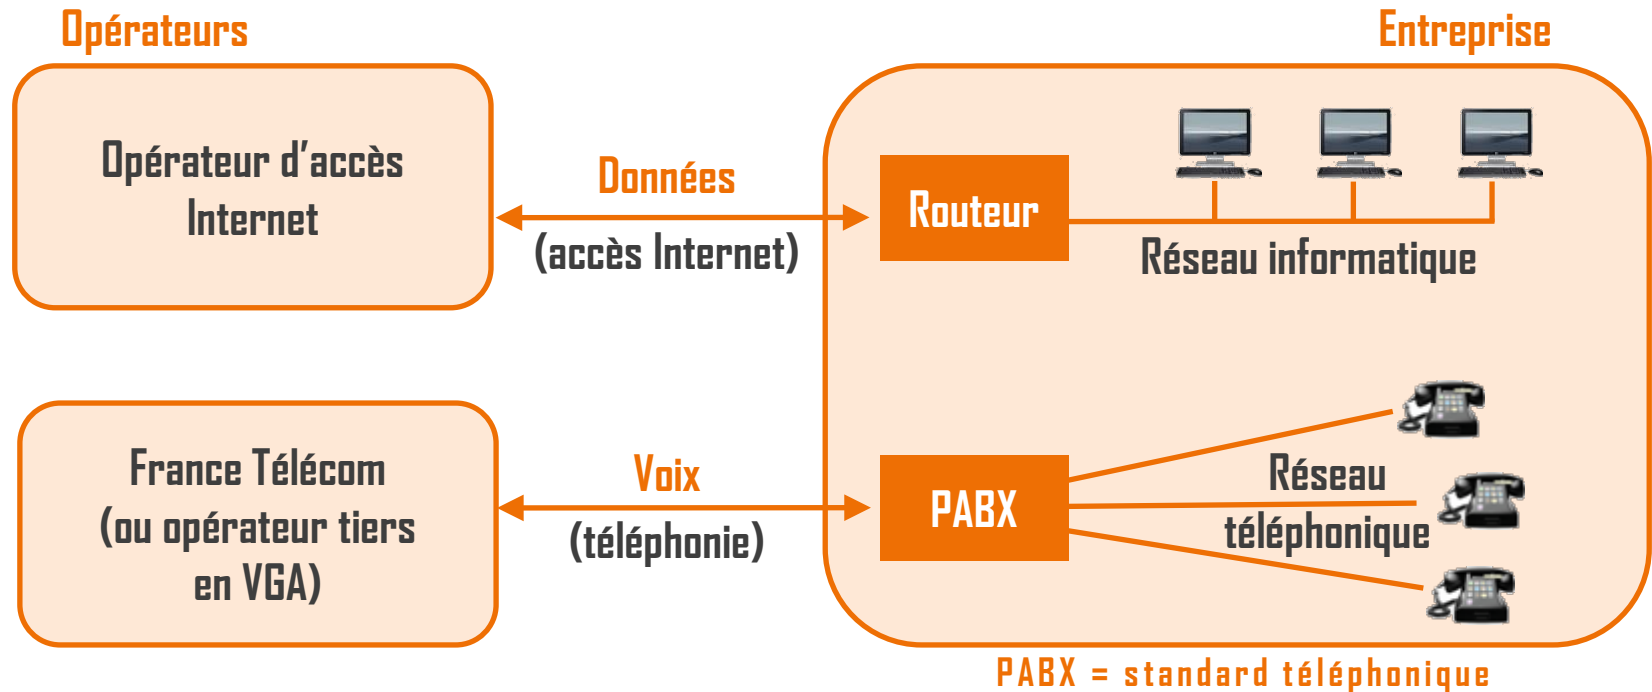 Opérateurs
Entreprise
Opérateur d’accès
Internet
Données
(accès Internet)
Routeur
Réseau informatique
France Télécom
(ou opérateur tiers
en VGA)
Voix
(téléphonie)
PABX
Réseau
téléphonique
PABX = standard téléphonique